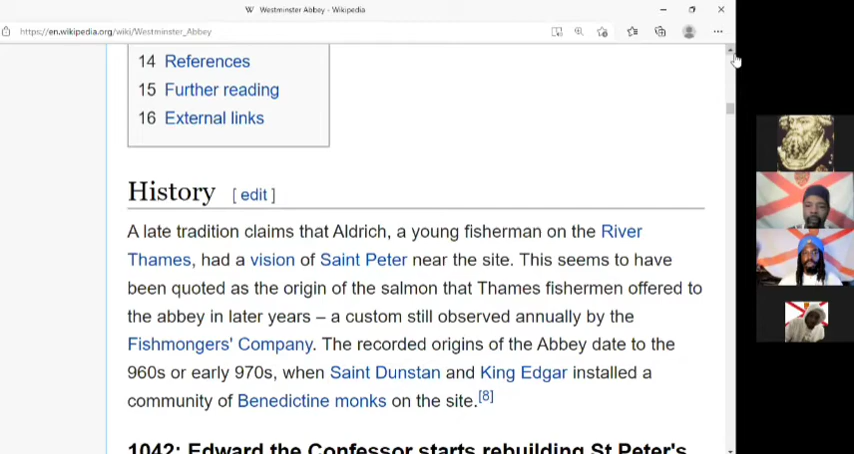 W Westminster Abbey - Wikipedia
https://en.wikipedia.org/wiki/Westminster_Abbey
14 References
15 Further reading
16 External links
History [ edit ]
A late tradition claims that Aldrich, a young fisherman on the River
Thames, had a vision of Saint Peter near the site. This seems to have
been quoted as the origin of the salmon that Thames fishermen offered to
the abbey in later years – a custom still observed annually by the
Fishmongers' Company. The recorded origins of the Abbey date to the
960s or early 970s, when Saint Dunstan and King Edgar installed a
community of Benedictine monks on the site.[8]
1042: Edward the Confessor starts rebuilding St Peter's